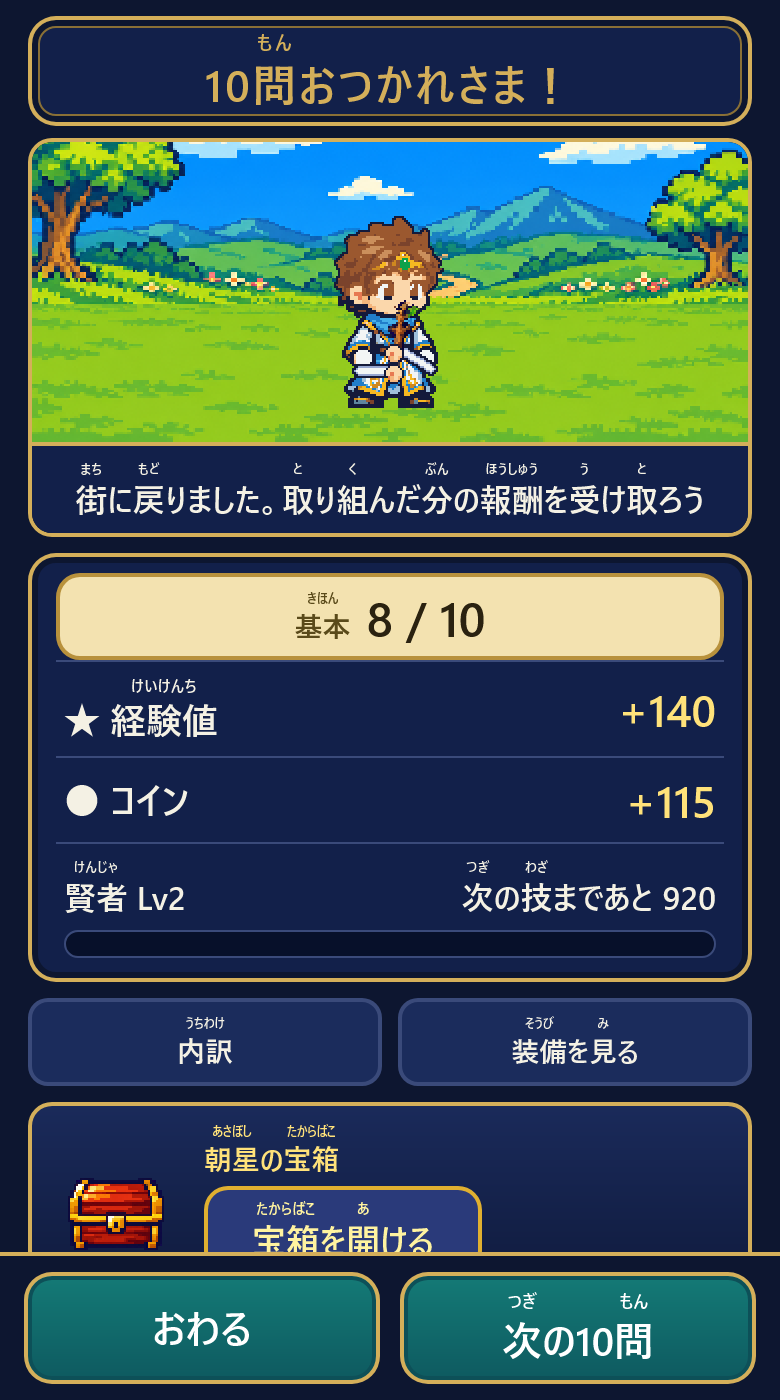 もん
10問おつかれさま！
まち もど と く ぶん ほうしゅう う と
街に戻りました。取り組んだ分の報酬を受け取ろう
きほん
基本 8 / 10
けいけんち
★ 経験値 +140
● コイン +115
けんじゃ つぎ わざ
賢者 Lv2 次の技まであと 920
うちわけ
内訳
そうび み
装備を見る
あさぼし たからばこ
朝星の宝箱
たからばこ あ
宝箱を開ける
おわる
つぎ もん
次の10問